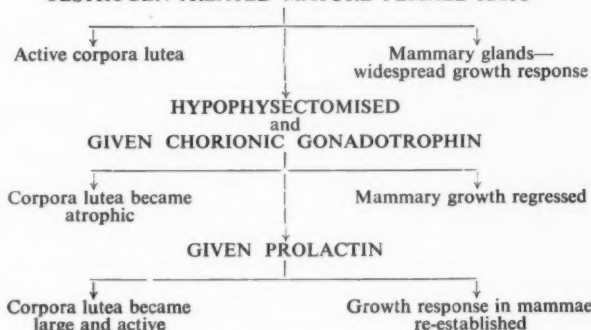 Active corpora lutea
Mammary glands—
widespread growth response
HYPOPHYSECTOMISED
and
GIVEN CHORIONIC GONADOTROPHIN
Corpora lutea became
atrophic
Mammary growth regressed
GIVEN PROLACTIN
Corpora lutea became
large and active
Growth response in mammae
re-established